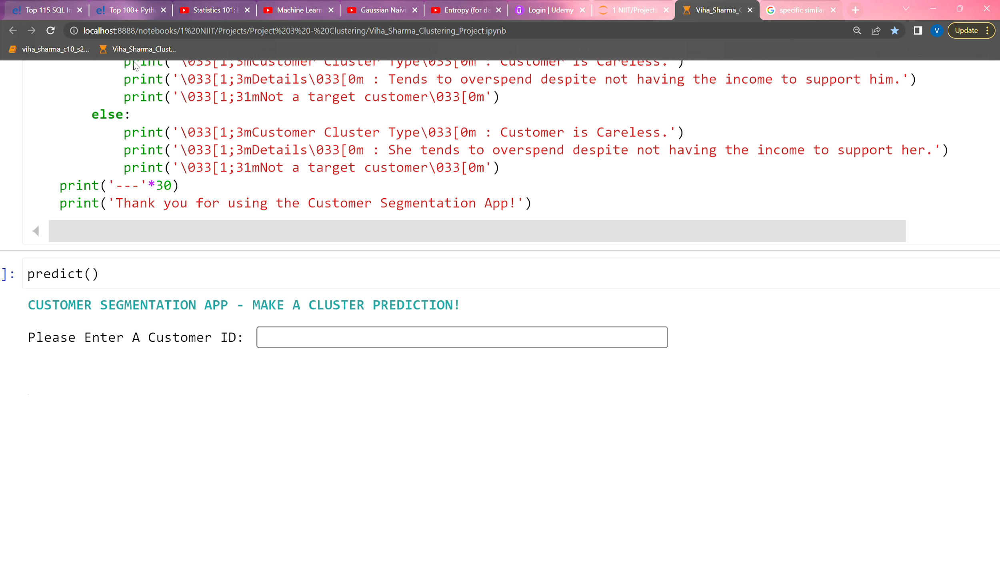 Top 115 SQL In
Top 100+ Pyth
Statistics 101: L
Machine Learn
Gaussian Naive
Entropy (for da
Login | Udemy
1 NIIT/Projects
Viha_Sharma_C
specific similar
localhost:8888/notebooks/1%20NIIT/Projects/Project%203%20-%20Clustering/Viha_Sharma_Clustering_Project.ipynb
V
Update
viha_sharma_c10_s2...
Viha_Sharma_Clust...
print('\033[1;3mCustomer Cluster Type\033[0m : Customer is Careless.')
print('\033[1;3mDetails\033[0m : Tends to overspend despite not having the income to support him.')
print('\033[1;31mNot a target customer\033[0m')
else:
print('\033[1;3mCustomer Cluster Type\033[0m : Customer is Careless.')
print('\033[1;3mDetails\033[0m : She tends to overspend despite not having the income to support her.')
print('\033[1;31mNot a target customer\033[0m')
print('---'*30)
print('Thank you for using the Customer Segmentation App!')
]: predict()
CUSTOMER SEGMENTATION APP - MAKE A CLUSTER PREDICTION!
Please Enter A Customer ID: